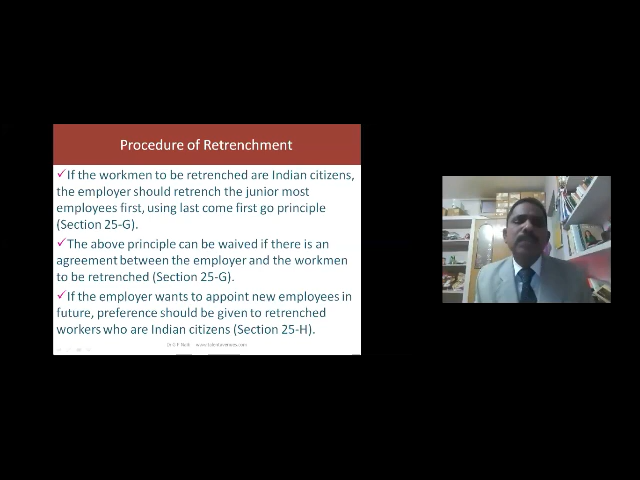 Procedure of Retrenchment
✓If the workmen to be retrenched are Indian citizens,
the employer should retrench the junior most
employees first, using last come first go principle
(Section 25-G).
✓The above principle can be waived if there is an
agreement between the employer and the workmen
to be retrenched (Section 25-G).
✓If the employer wants to appoint new employees in
future, preference should be given to retrenched
workers who are Indian citizens (Section 25-H).